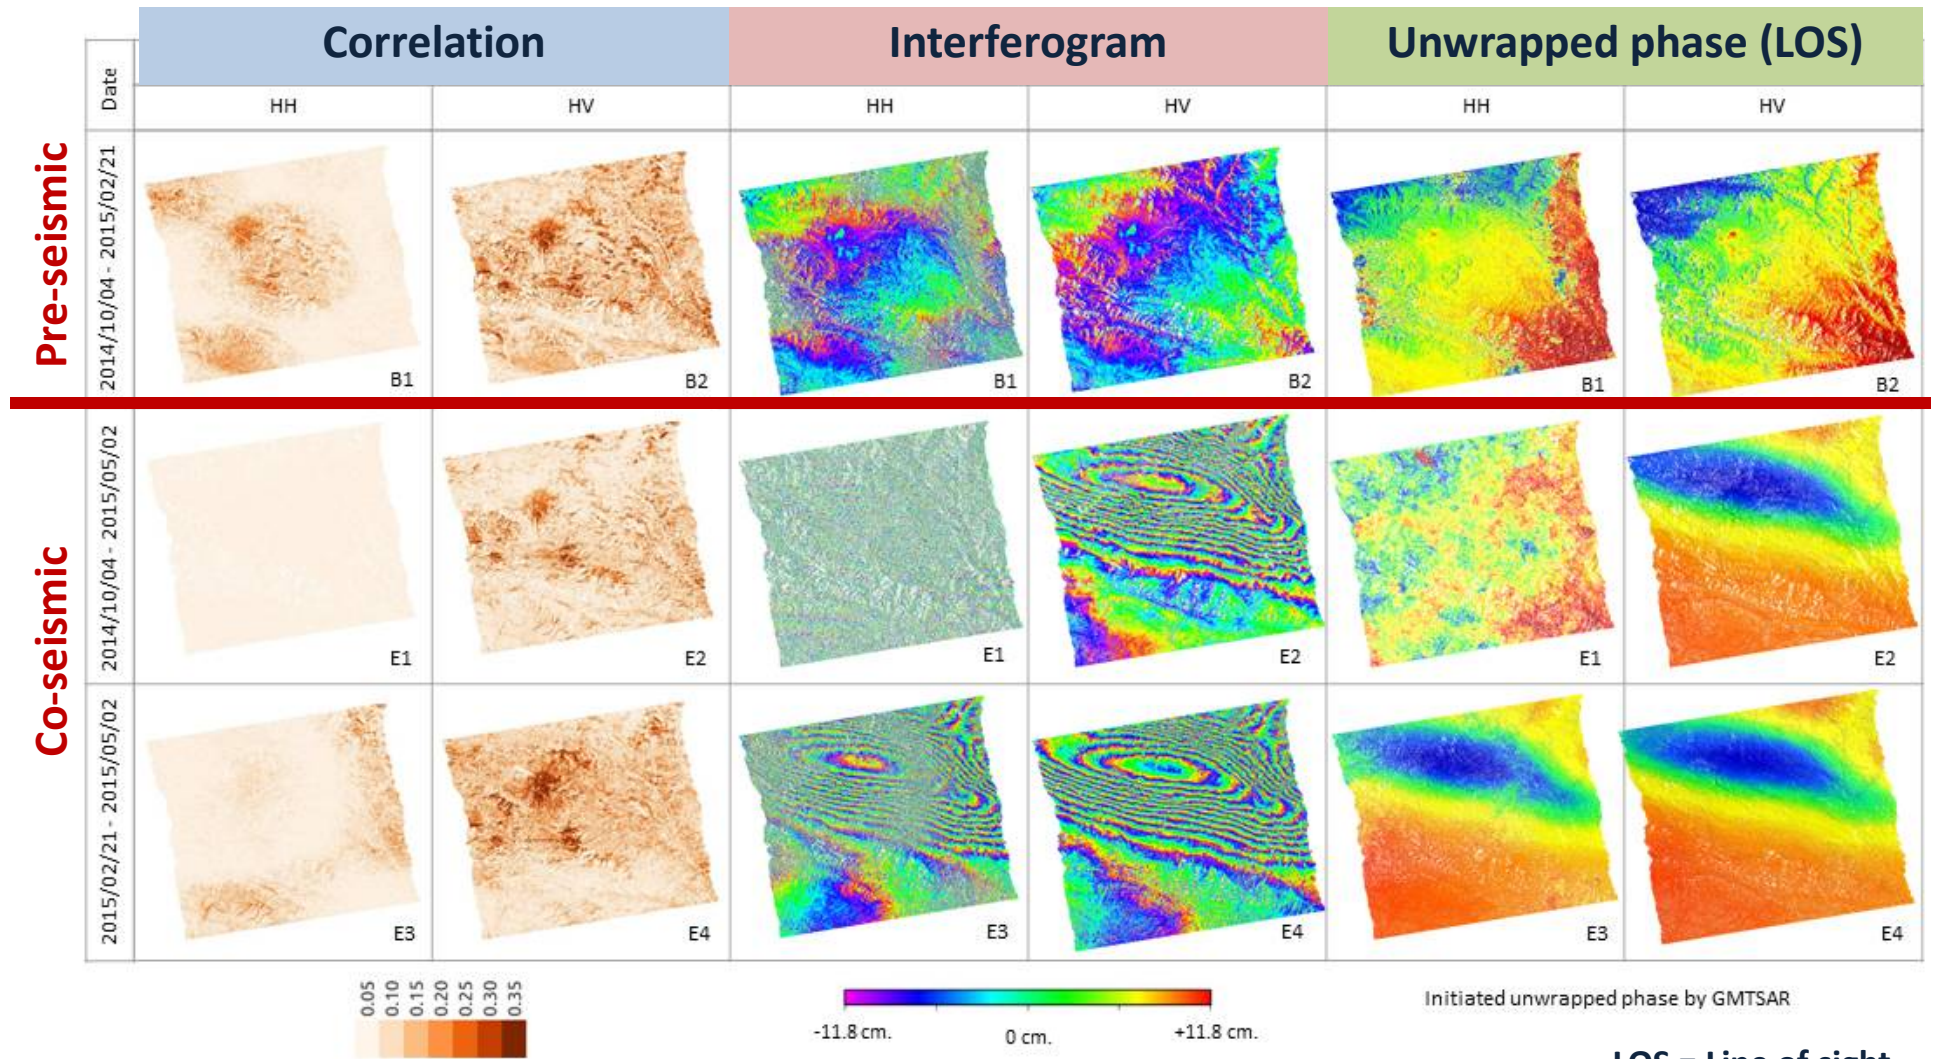 Correlation Interferogram Unwrapped phase (LOS)
Date HH HV HH HV HH HV
Pre-seismic
2014/10/04 - 2015/02/21
B1 B2 B1 B2 B1 B2
Co-seismic
2014/10/04 - 2015/05/02
E1 E2 E1 E2 E1 E2
2015/02/21 - 2015/05/02
E3 E4 E3 E4 E3 E4
0.05 0.10 0.15 0.20 0.25 0.30 0.35
-11.8 cm. 0 cm. +11.8 cm.
Initiated unwrapped phase by GMTSAR
LOS = Line of sight